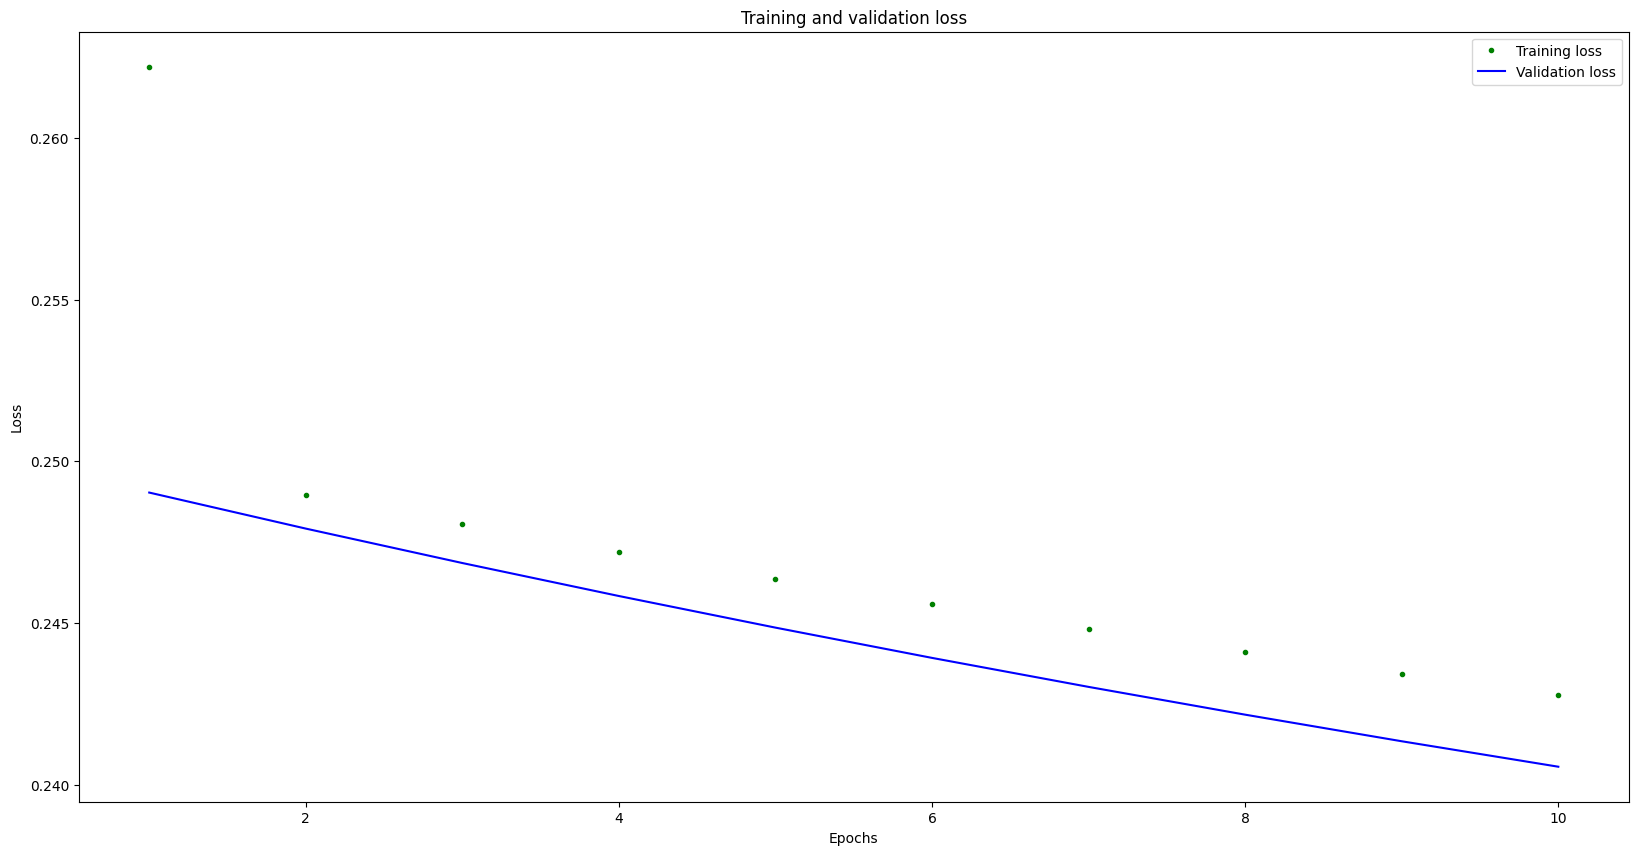 Training and validation loss
Training loss
Validation loss
0.260
0.255
0.250
0.245
0.240
Loss
2 4 6 8 10
Epochs